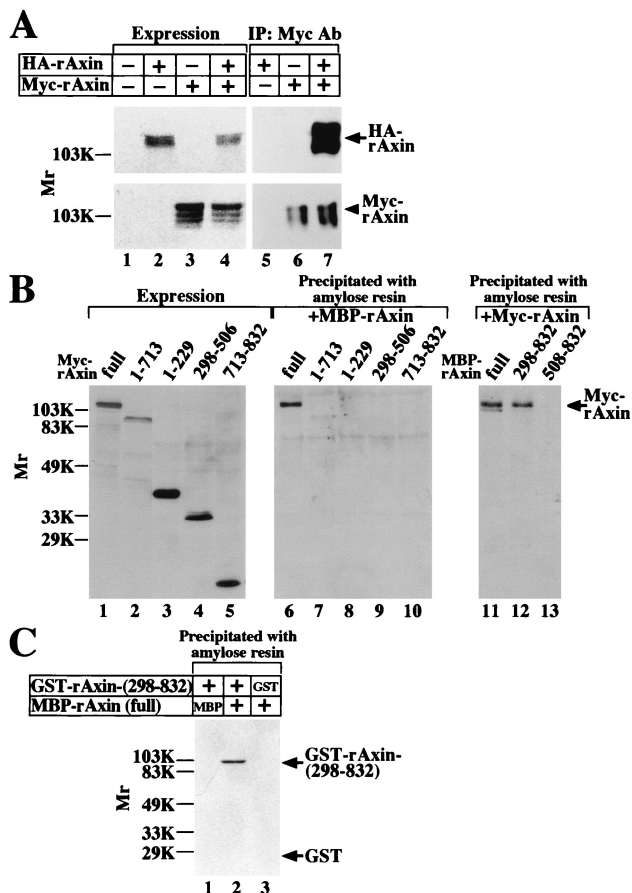 A
Expression IP: Myc Ab
HA-rAxin – + – + + – +
Myc-rAxin – – + + – + +
HA-
rAxin
103K
Mr
Myc-
rAxin
103K
1 2 3 4 5 6 7
B
Expression
Precipitated with
amylose resin
+MBP-rAxin
Precipitated with
amylose resin
+Myc-rAxin
Myc-
rAxin
full 1-713 1-229 298-506 713-832
full 1-713 1-229 298-506 713-832
MBP-
rAxin
full 298-832 508-832
103K
83K
49K
33K
29K
Mr
Myc-
rAxin
1 2 3 4 5 6 7 8 9 10 11 12 13
C
Precipitated with
amylose resin
GST-rAxin-(298-832) + + GST
MBP-rAxin (full) MBP + +
103K
83K
49K
33K
29K
Mr
GST-rAxin-
(298-832)
GST
1 2 3